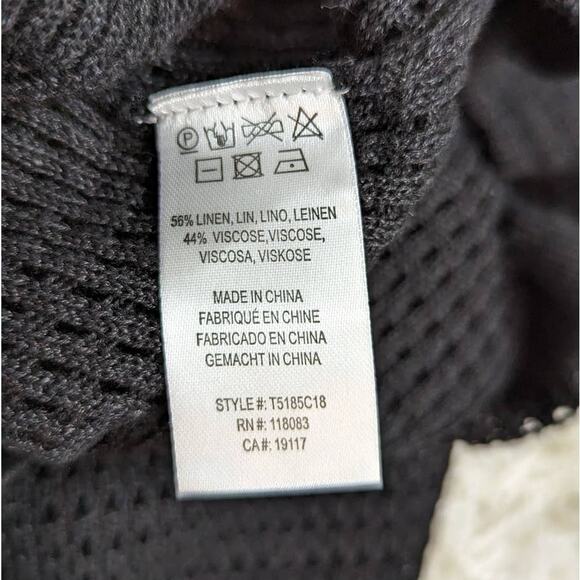 P
56% LINEN, LIN, LINO, LEINEN
44% VISCOSE,VISCOSE,
VISCOSA, VISKOSE
MADE IN CHINA
FABRIQUÉ EN CHINE
FABRICADO EN CHINA
GEMACHT IN CHINA
STYLE#: T5185C18
RN#: 118083
CA#: 19117